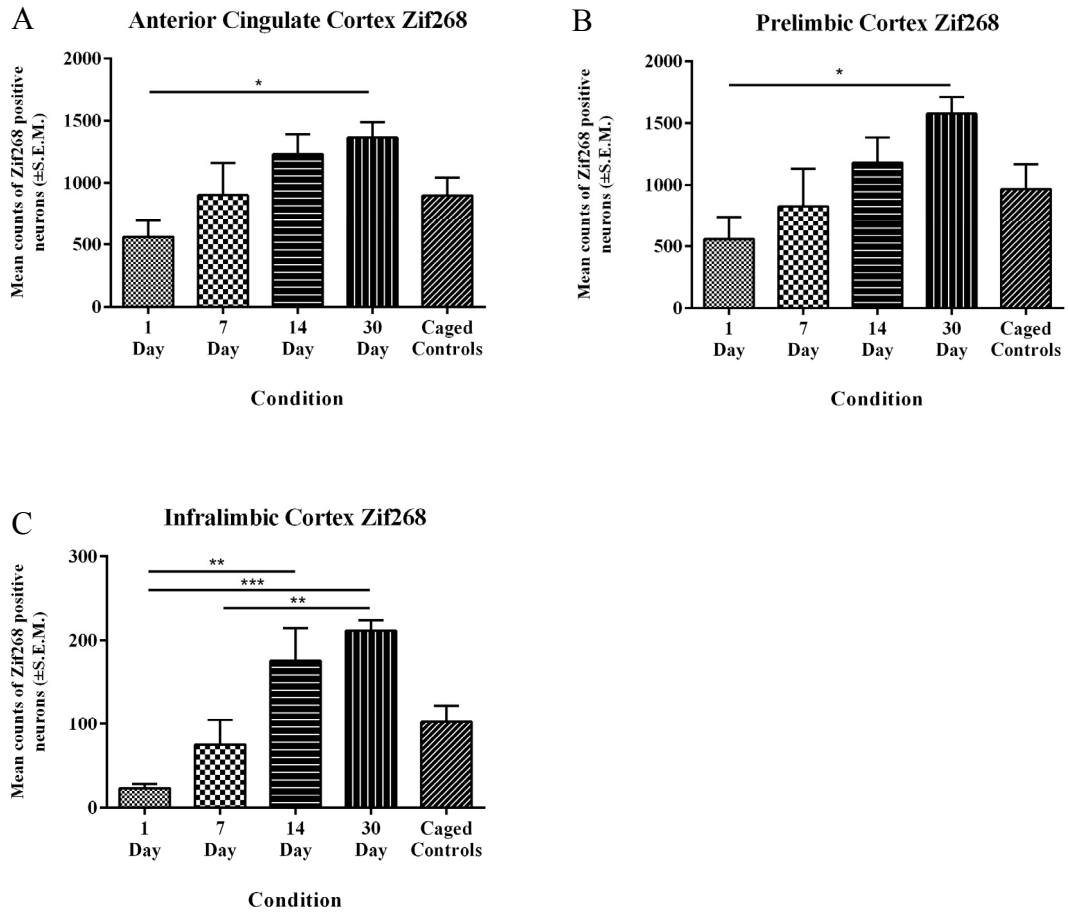 A
Anterior Cingulate Cortex Zif268
Mean counts of Zif268 positive
neurons (±S.E.M.)
2000
1500
1000
500
0
*
1 7 14 30 Caged
Day Day Day Day Controls
Condition
B
Prelimbic Cortex Zif268
Mean counts of Zif268 positive
neurons (±S.E.M.)
2000
1500
1000
500
0
*
1 7 14 30 Caged
Day Day Day Day Controls
Condition
C
Infralimbic Cortex Zif268
Mean counts of Zif268 positive
neurons (±S.E.M.)
300
200
100
0
**
***
**
1 7 14 30 Caged
Day Day Day Day Controls
Condition